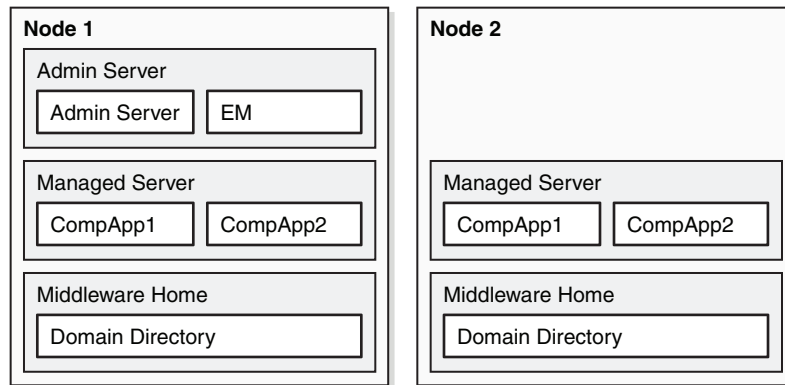 Node 1
Admin Server
Admin Server EM
Managed Server
CompApp1 CompApp2
Middleware Home
Domain Directory
Node 2
Managed Server
CompApp1 CompApp2
Middleware Home
Domain Directory